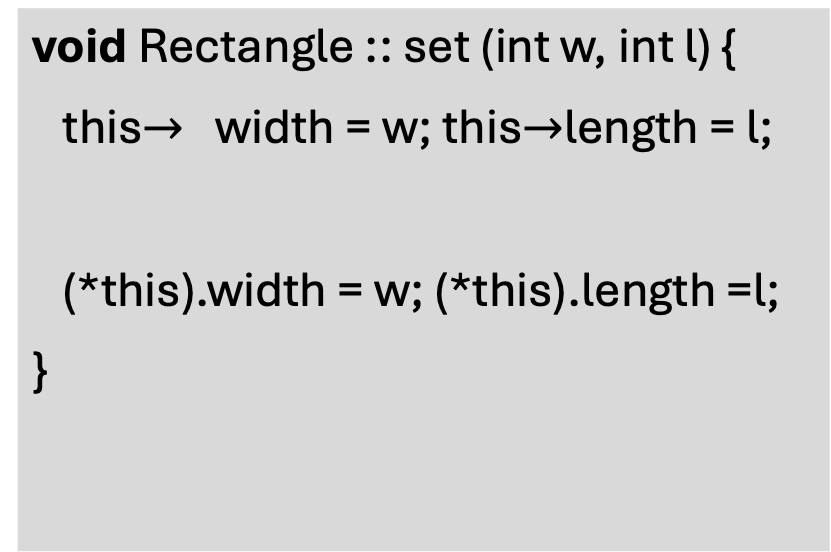 void Rectangle :: set (int w, int l) {
this→ width = w; this→length = l;
(*this).width = w; (*this).length =l;
}